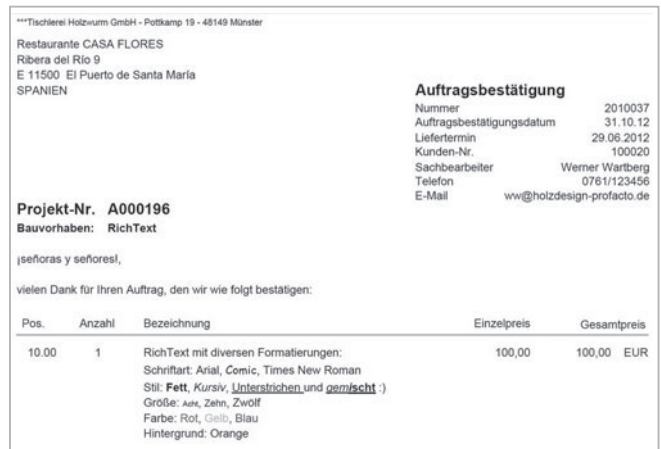 ***Tischlerei Holzwurm GmbH - Pottkamp 19 - 48149 Münster
Restaurante CASA FLORES
Ribera del Río 9
E 11500 El Puerto de Santa María
SPANIEN
Auftragsbestätigung
Nummer 2010037
Auftragsbestätigungsdatum 31.10.12
Liefertermin 29.06.2012
Kunden-Nr. 100020
Sachbearbeiter Werner Wartberg
Telefon 0761/123456
E-Mail ww@holzdesign-profacto.de
Projekt-Nr. A000196
Bauvorhaben: RichText
¡señoras y señores!,
vielen Dank für Ihren Auftrag, den wir wie folgt bestätigen:
Pos. Anzahl Bezeichnung Einzelpreis Gesamtpreis
10.00 1 RichText mit diversen Formatierungen: 100,00 100,00 EUR
Schriftart: Arial, Comic, Times New Roman
Stil: Fett, Kursiv, Unterstrichen und gemischt :)
Größe: Acht, Zehn, Zwölf
Farbe: Rot, Gelb, Blau
Hintergrund: Orange